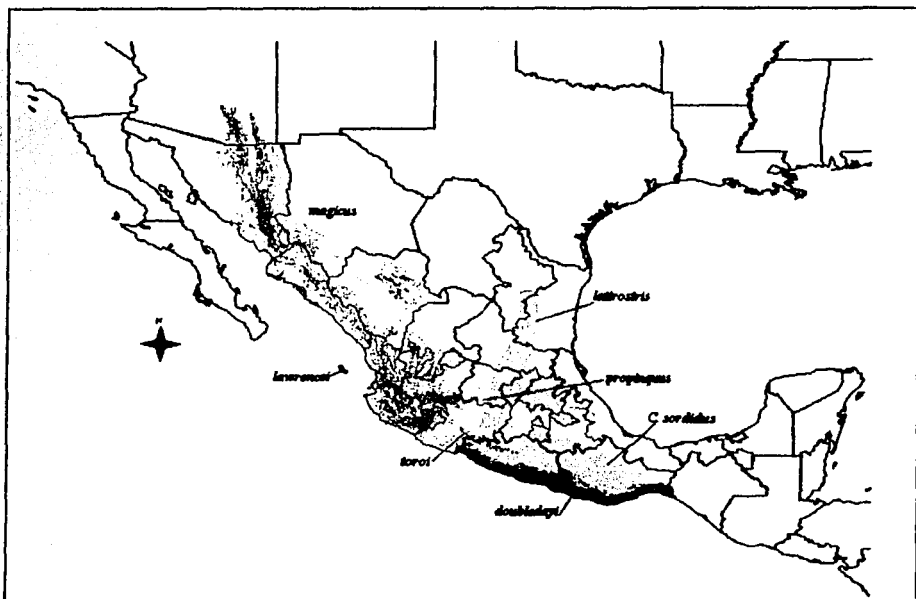 magicus
latirostris
lawrencei
propinquus
C. sordidus
toroi
doubledayi